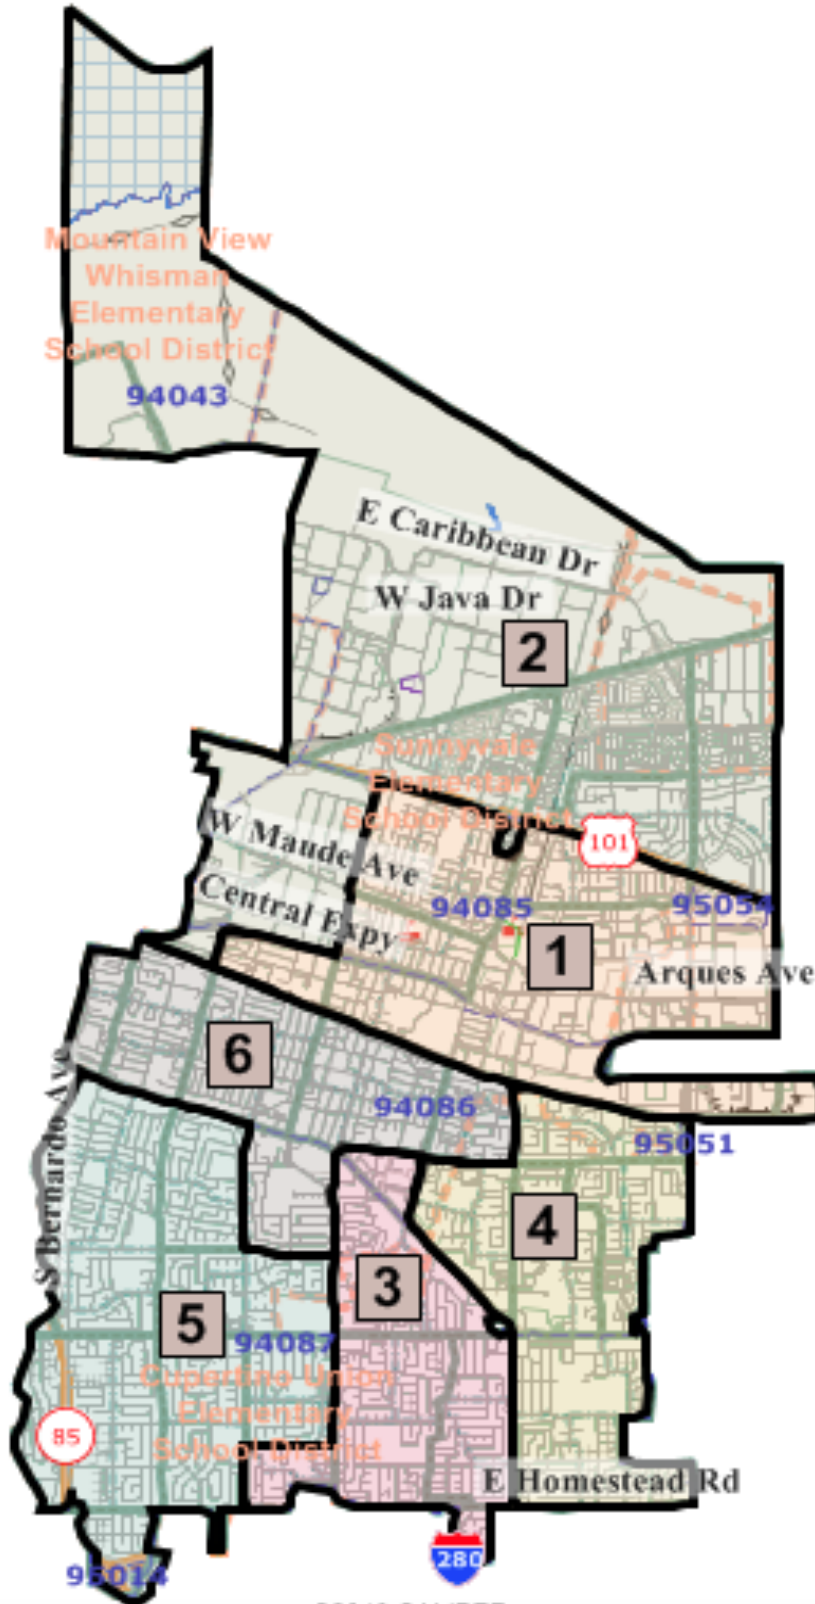 Mountain View
Whisman
Elementary
School District
94043
E Caribbean Dr
W Java Dr
2
Sunnyvale
Elementary
School District
W Maude Ave
101
Central Expy
94085
95054
1
Arques Ave
6
94086
95051
S Bernardo Ave
4
3
5
94087
Cupertino Union
Elementary
School District
85
E Homestead Rd
280
95014